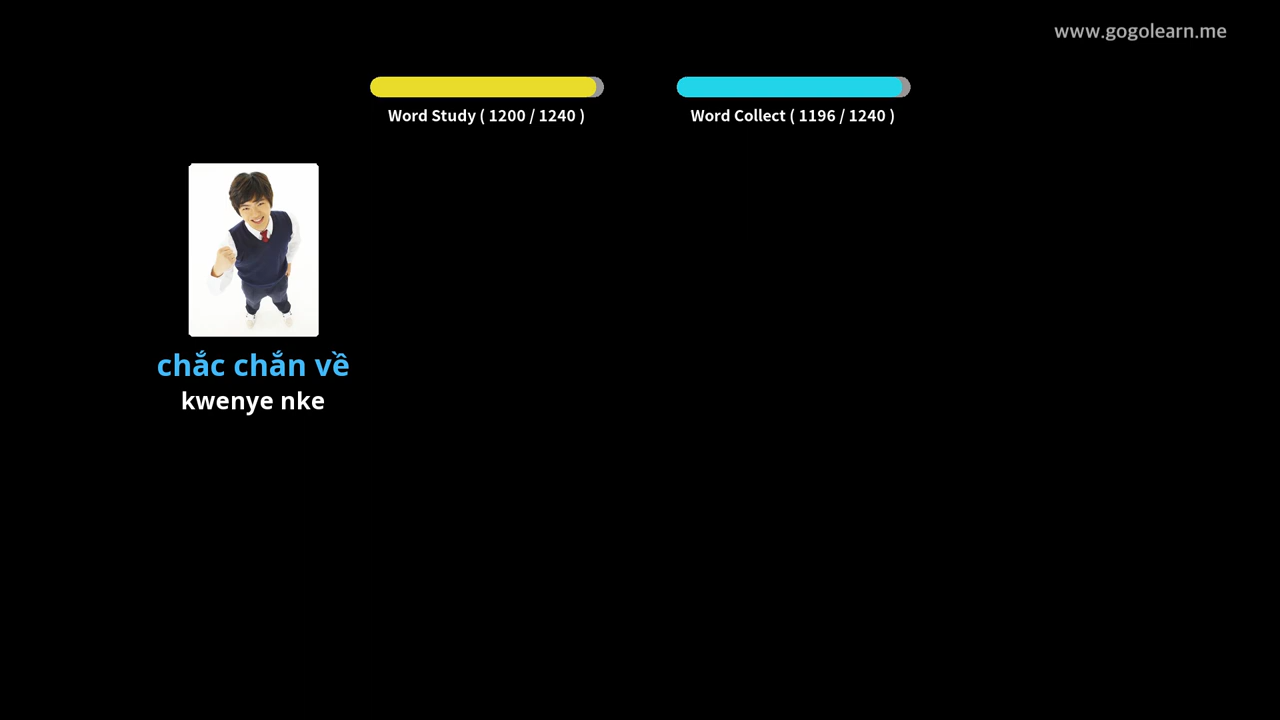 www.gogolearn.me
Word Study ( 1200 / 1240 )
Word Collect ( 1196 / 1240 )
chắc chắn về
kwenye nke